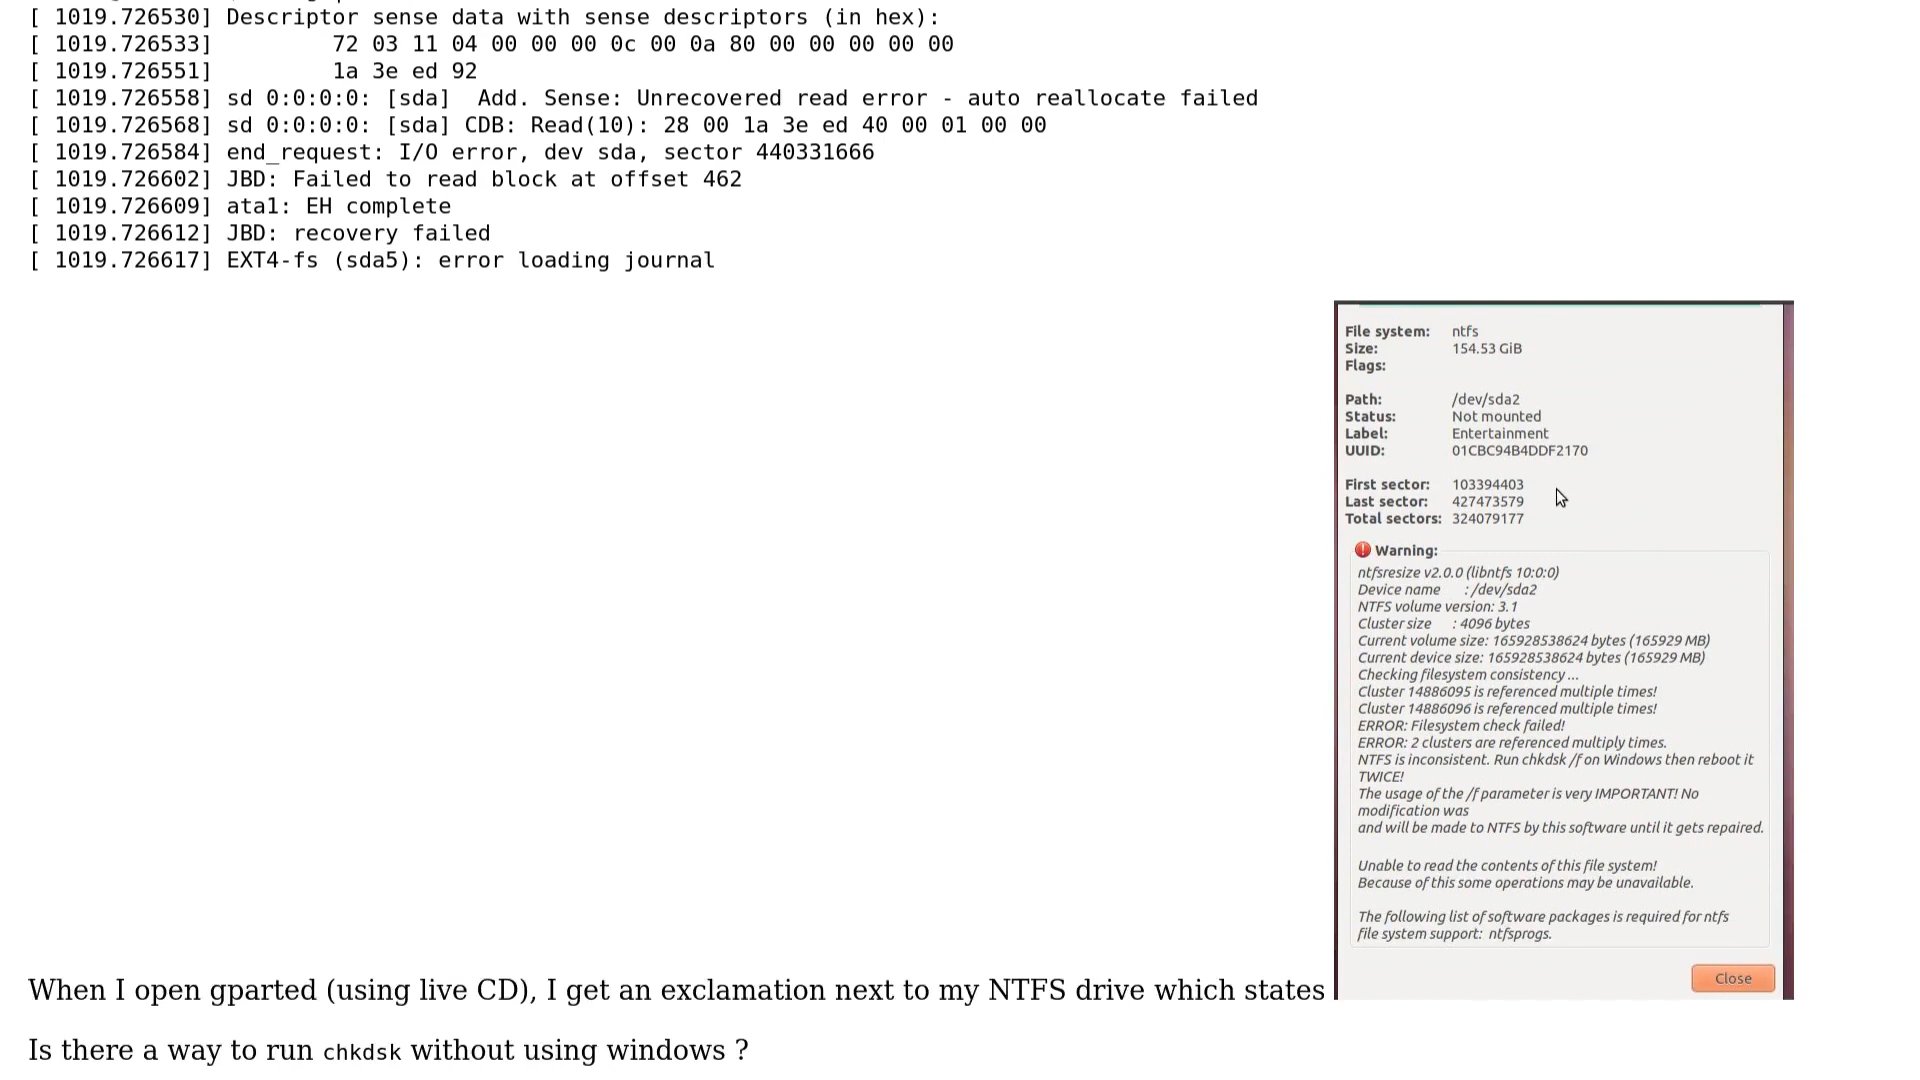 [ 1019.726530] Descriptor sense data with sense descriptors (in hex):
[ 1019.726533]         72 03 11 04 00 00 00 0c 00 0a 80 00 00 00 00 00
[ 1019.726551]         1a 3e ed 92
[ 1019.726558] sd 0:0:0:0: [sda]  Add. Sense: Unrecovered read error - auto reallocate failed
[ 1019.726568] sd 0:0:0:0: [sda] CDB: Read(10): 28 00 1a 3e ed 40 00 01 00 00
[ 1019.726584] end_request: I/O error, dev sda, sector 440331666
[ 1019.726602] JBD: Failed to read block at offset 462
[ 1019.726609] ata1: EH complete
[ 1019.726612] JBD: recovery failed
[ 1019.726617] EXT4-fs (sda5): error loading journal
File system: ntfs
Size: 154.53 GiB
Flags:
Path: /dev/sda2
Status: Not mounted
Label: Entertainment
UUID: 01CBC94B4DDF2170
First sector: 103394403
Last sector: 427473579
Total sectors: 324079177
Warning:
ntfsresize v2.0.0 (libntfs 10:0:0)
Device name : /dev/sda2
NTFS volume version: 3.1
Cluster size : 4096 bytes
Current volume size: 165928538624 bytes (165929 MB)
Current device size: 165928538624 bytes (165929 MB)
Checking filesystem consistency ...
Cluster 14886095 is referenced multiple times!
Cluster 14886096 is referenced multiple times!
ERROR: Filesystem check failed!
ERROR: 2 clusters are referenced multiply times.
NTFS is inconsistent. Run chkdsk /f on Windows then reboot it
TWICE!
The usage of the /f parameter is very IMPORTANT! No
modification was
and will be made to NTFS by this software until it gets repaired.
Unable to read the contents of this file system!
Because of this some operations may be unavailable.
The following list of software packages is required for ntfs
file system support: ntfsprogs.
Close
When I open gparted (using live CD), I get an exclamation next to my NTFS drive which states
Is there a way to run chkdsk without using windows ?